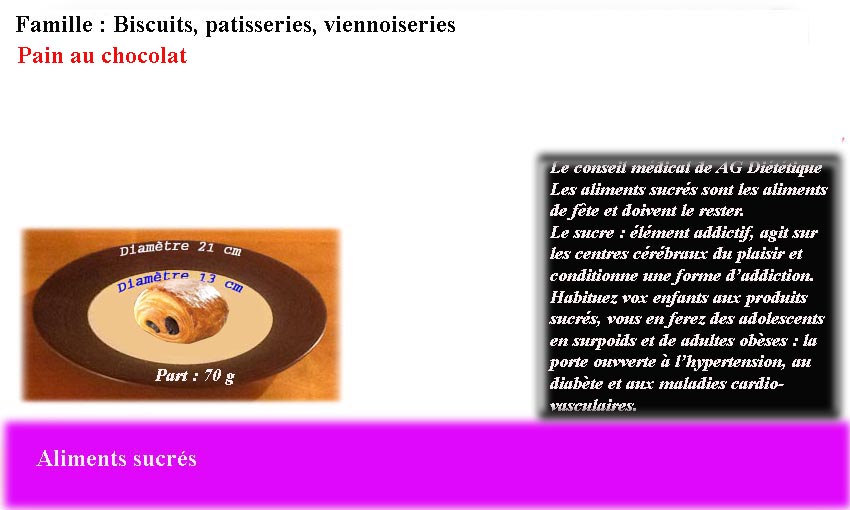 Famille : Biscuits, patisseries, viennoiseries
Pain au chocolat
Le conseil médical de AG Diététique
Les aliments sucrés sont les aliments
de fête et doivent le rester.
Le sucre : élément addictif, agit sur
les centres cérébraux du plaisir et
conditionne une forme d'addiction.
Habituez vox enfants aux produits
sucrés, vous en ferez des adolescents
en surpoids et de adultes obèses : la
porte ouvverte à l'hypertension, au
diabète et aux maladies cardio-
vasculaires.
Diamètre 21 cm
Diamètre 13 cm
Part : 70 g
Aliments sucrés